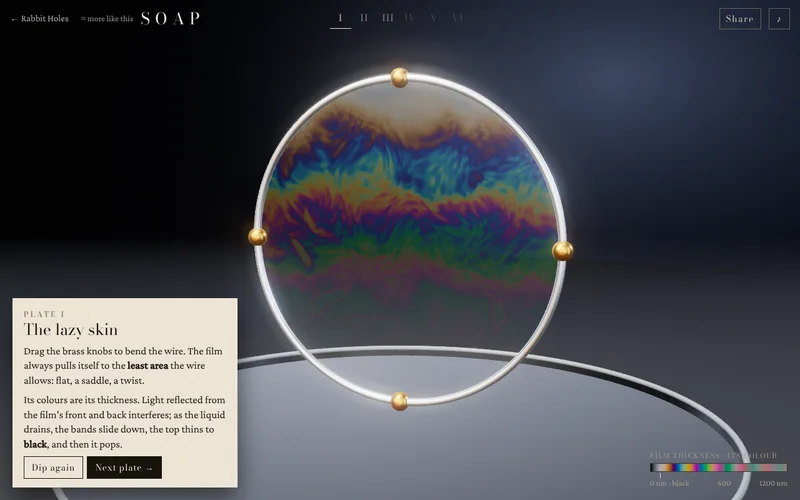 ← Rabbit Holes
≈ more like this
SOAP
I II III IV V VI
Share
♪
PLATE I
The lazy skin
Drag the brass knobs to bend the wire. The film
always pulls itself to the least area the wire
allows: flat, a saddle, a twist.
Its colours are its thickness. Light reflected from
the film's front and back interferes; as the liquid
drains, the bands slide down, the top thins to
black, and then it pops.
Dip again
Next plate →
FILM THICKNESS · ITS COLOUR
0 nm · black
600
1200 nm